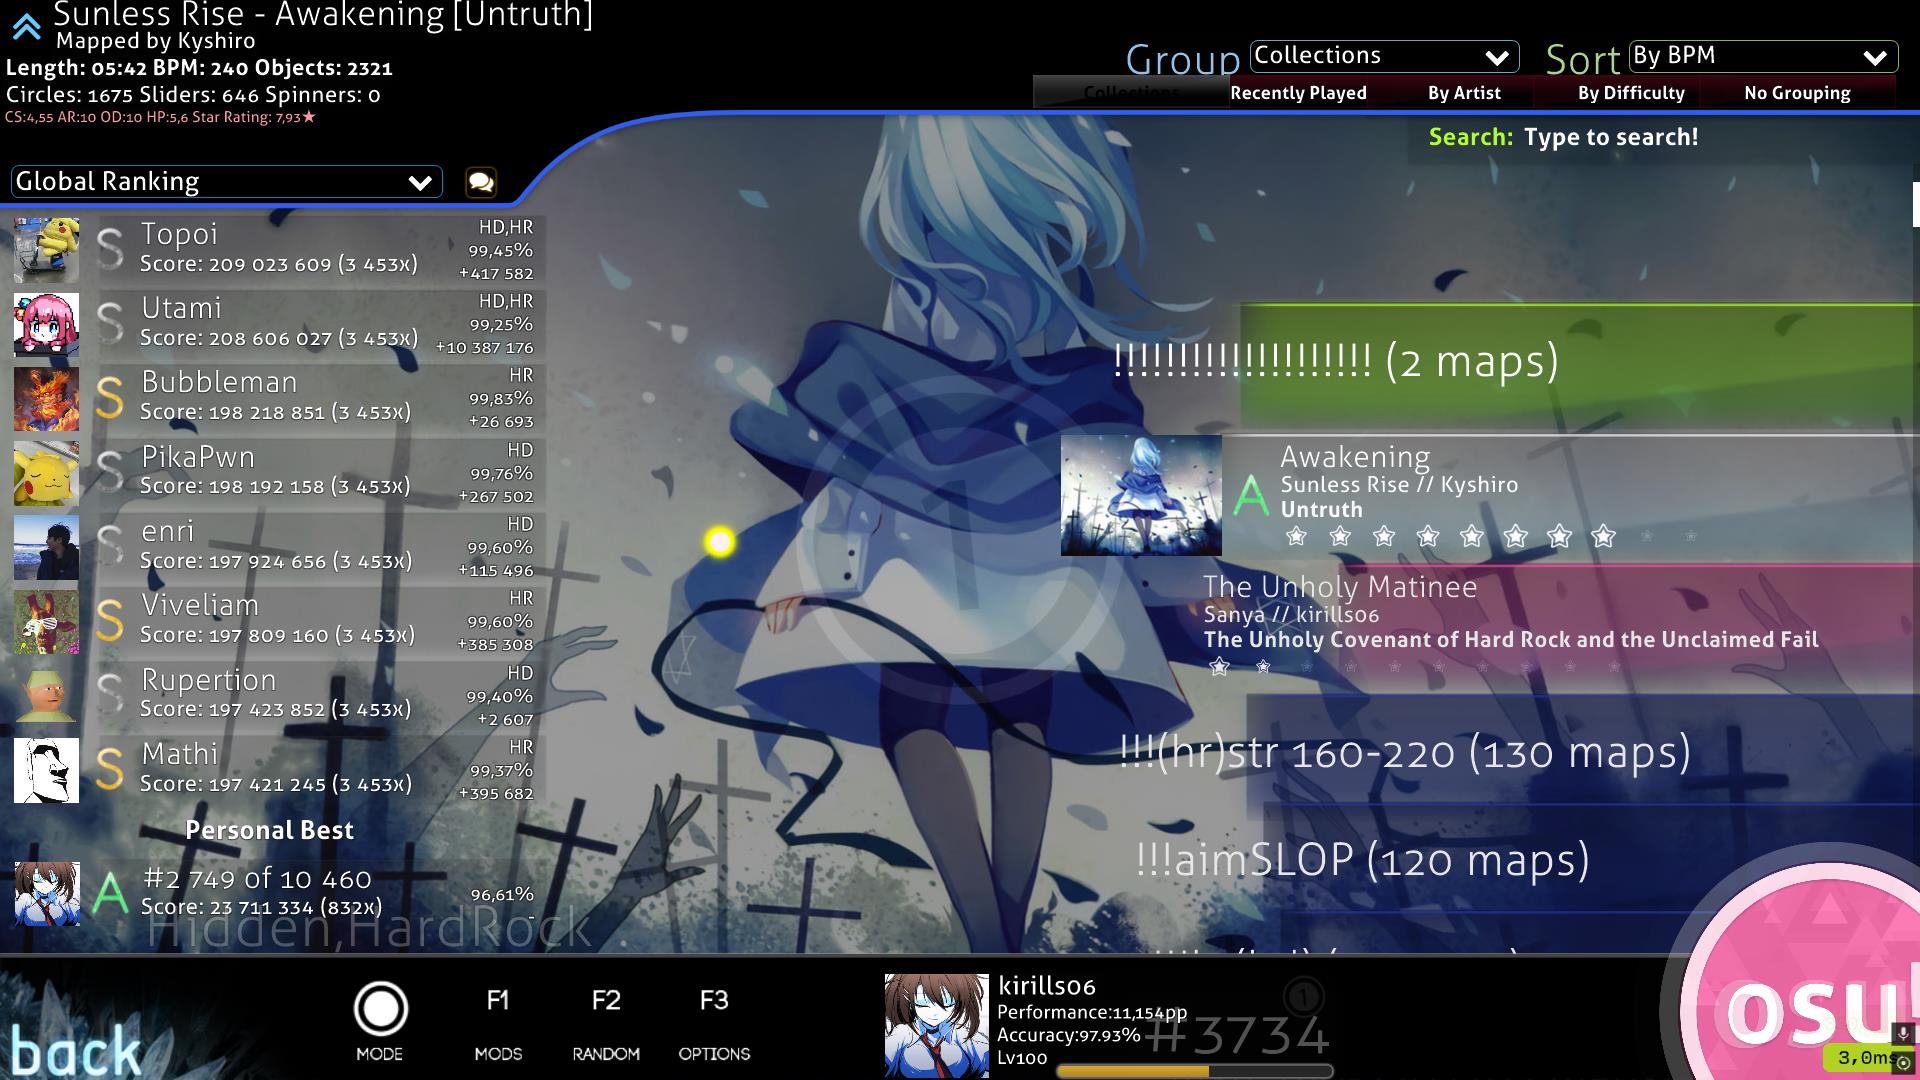 Sunless Rise - Awakening [Untruth]
Mapped by Kyshiro
Length: 05:42 BPM: 240 Objects: 2321
Circles: 1675 Sliders: 646 Spinners: 0
CS:4,55 AR:10 OD:10 HP:5,6 Star Rating: 7,93★
Group Collections Sort By BPM
Collections Recently Played By Artist By Difficulty No Grouping
Search: Type to search!
Global Ranking
S Topoi HD,HR
Score: 209 023 609 (3 453x) 99,45%
+417 582
S Utami HD,HR
Score: 208 606 027 (3 453x) 99,25%
+10 387 176
S Bubbleman HR
Score: 198 218 851 (3 453x) 99,83%
+26 693
S PikaPwn HD
Score: 198 192 158 (3 453x) 99,76%
+267 502
S enri HD
Score: 197 924 656 (3 453x) 99,60%
+115 496
S Viveliam HR
Score: 197 809 160 (3 453x) 99,60%
+385 308
S Rupertion HD
Score: 197 423 852 (3 453x) 99,40%
+2 607
S Mathi HR
Score: 197 421 245 (3 453x) 99,37%
+395 682
Personal Best
A #2 749 of 10 460 96,61%
Score: 23 711 334 (832x) -
Hidden,HardRock
1
!!!!!!!!!!!!!!!!!!!! (2 maps)
Awakening
A Sunless Rise // Kyshiro
Untruth
The Unholy Matinee
Sanya // kirills06
The Unholy Covenant of Hard Rock and the Unclaimed Fail
!!!(hr)str 160-220 (130 maps)
!!!aimSLOP (120 maps)
back
MODE
F1
MODS
F2
RANDOM
F3
OPTIONS
kirills06
Performance:11,154pp
Accuracy:97.93% #3734
Lv100
1
osu
3,0ms